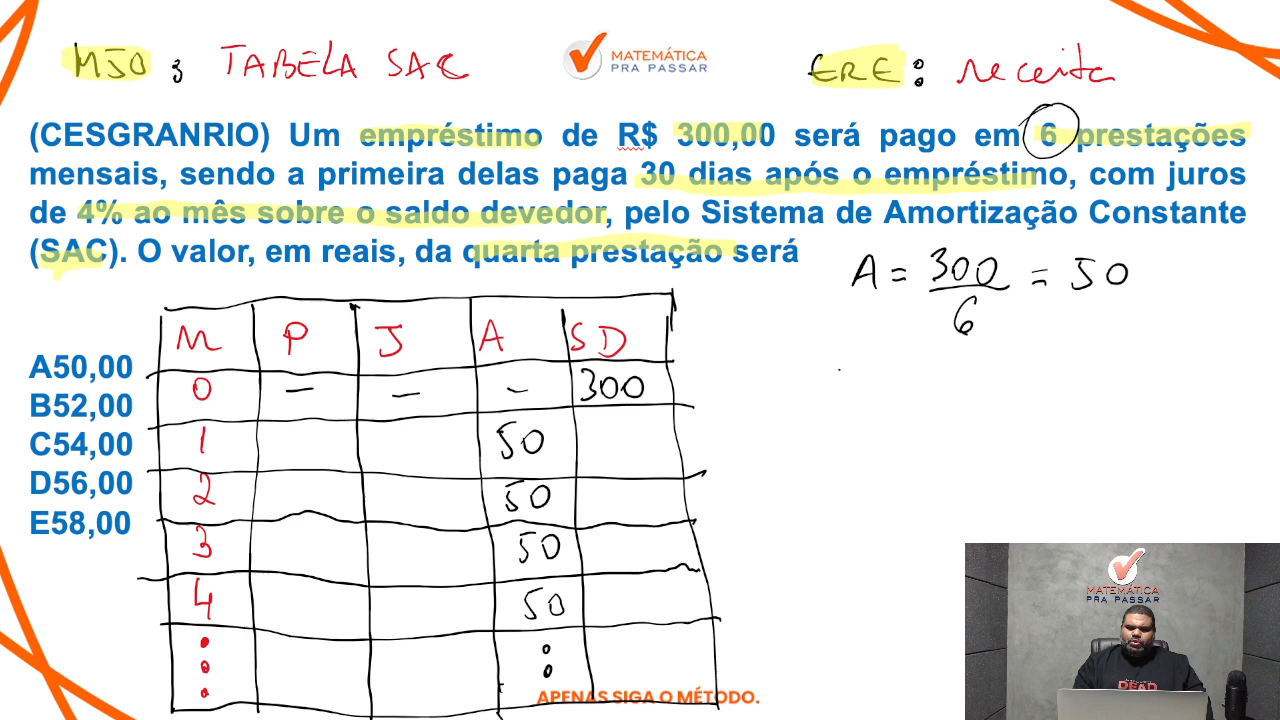 MJO : TABELA SAC
MATEMÁTICA
PRA PASSAR
ERE : receita
(CESGRANRIO) Um empréstimo de R$ 300,00 será pago em 6 prestações
mensais, sendo a primeira delas paga 30 dias após o empréstimo, com juros
de 4% ao mês sobre o saldo devedor, pelo Sistema de Amortização Constante
(SAC). O valor, em reais, da quarta prestação será
A = 300/6 = 50
A50,00
B52,00
C54,00
D56,00
E58,00
M P J A SD
0 — — - 300
1 50
2 50
3 50
4 50
MATEMÁTICA
PRA PASSAR
DEAD
APENAS SIGA O MÉTODO.